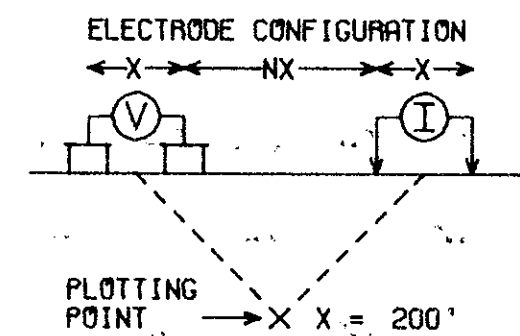 ELECTRODE CONFIGURATION
X NX X
V I
PLOTTING
POINT X X = 200'